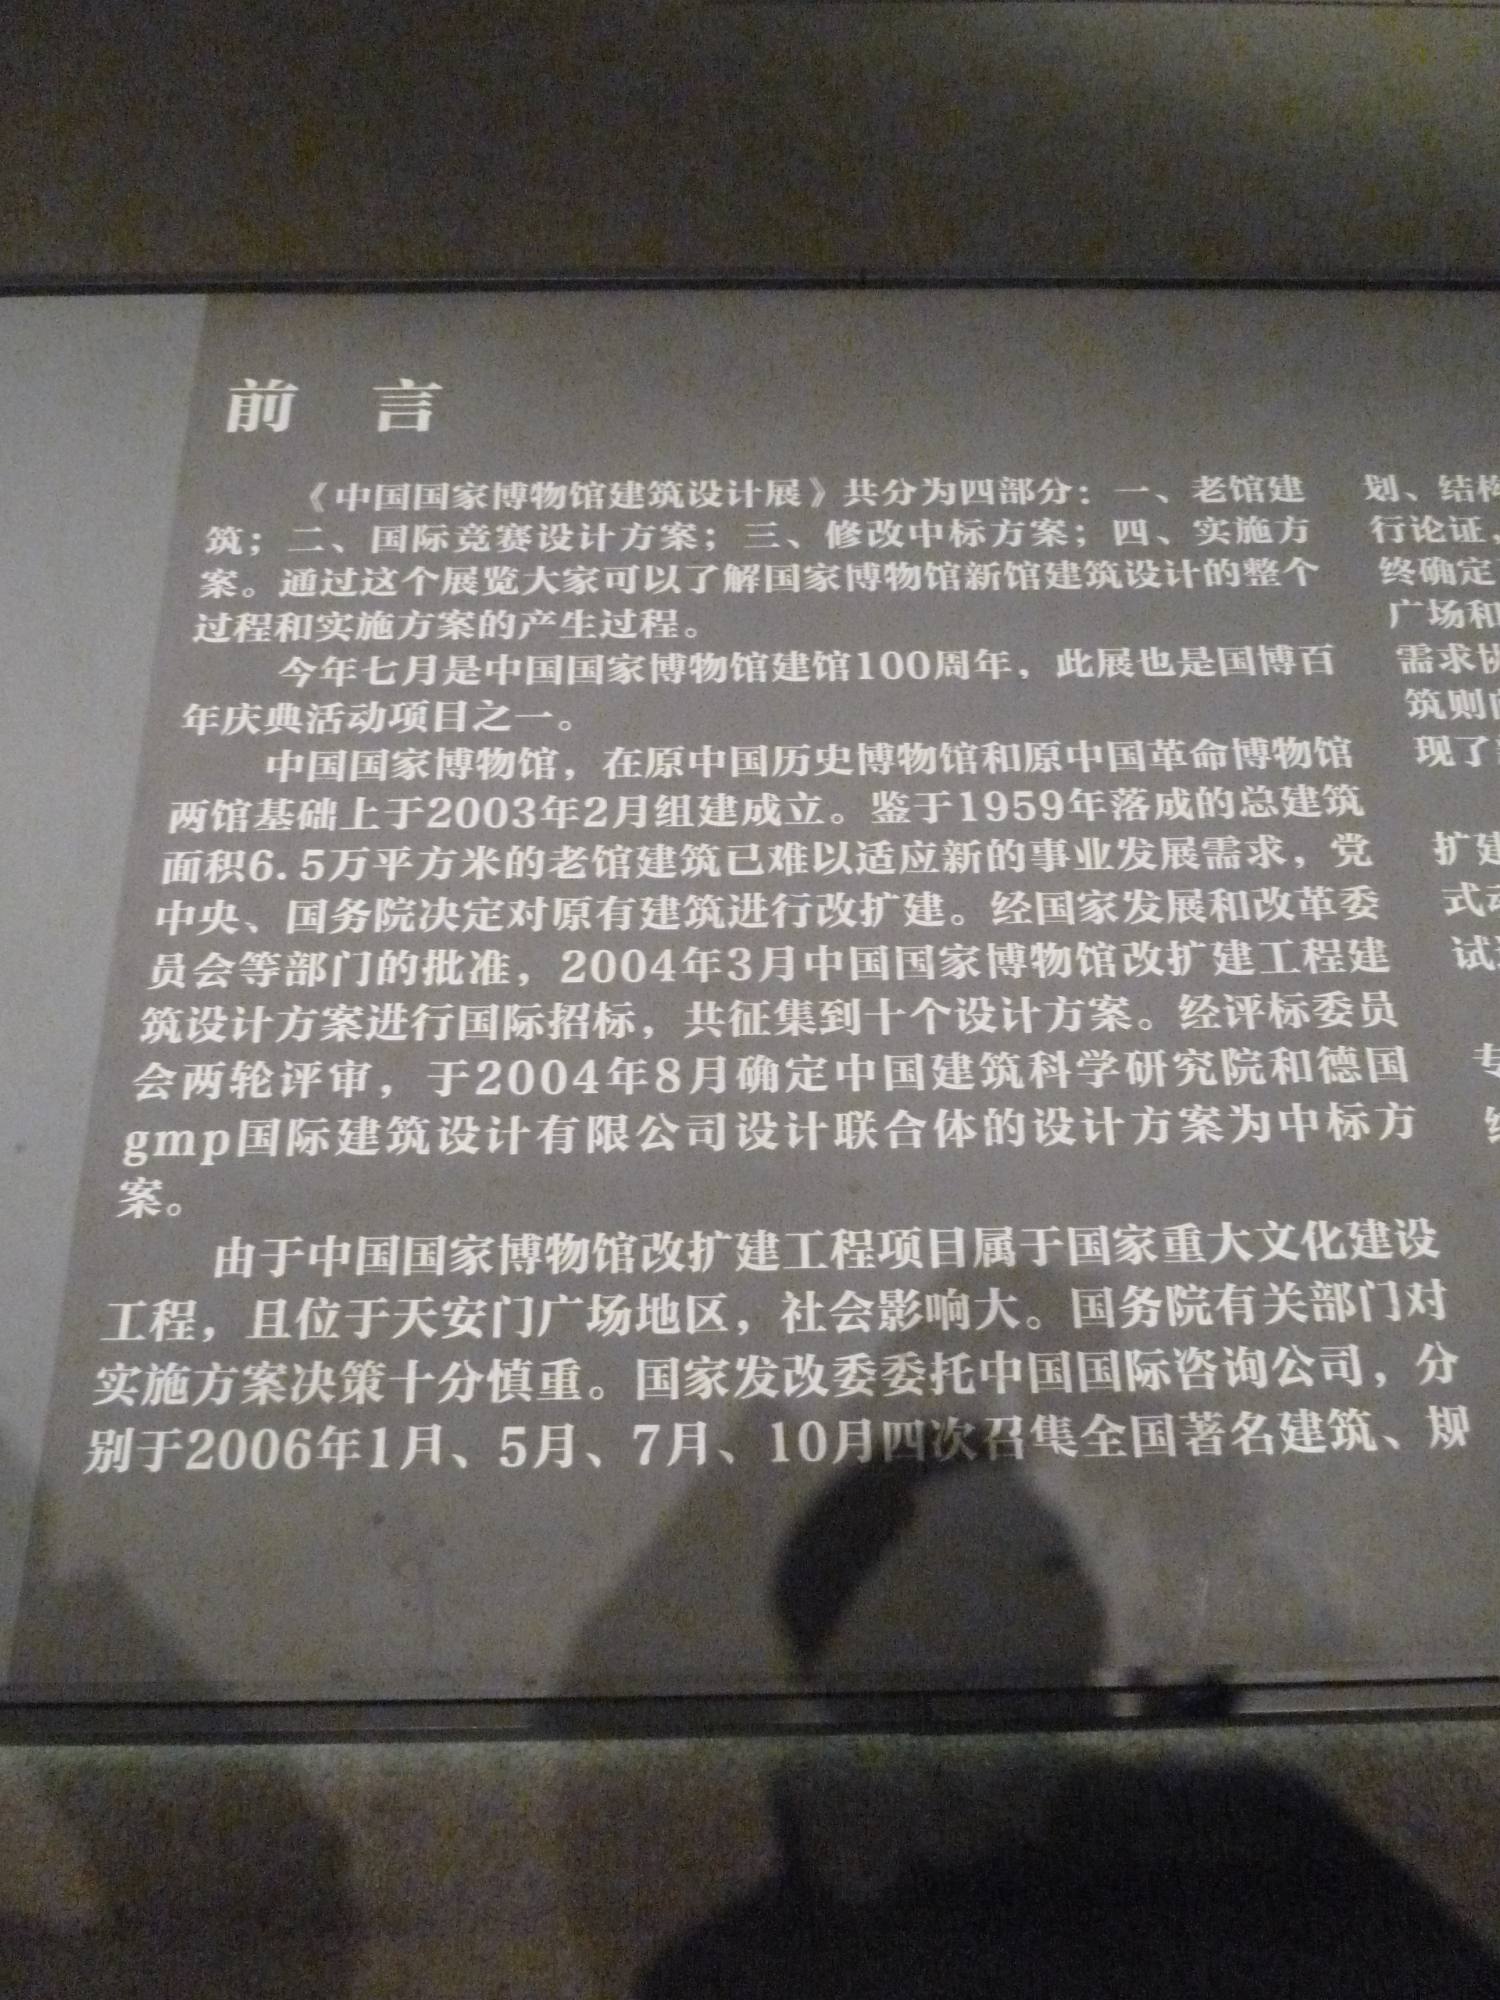 前 言
《中国国家博物馆建筑设计展》共分为四部分：一、老馆建
筑；二、国际竞赛设计方案；三、修改中标方案；四、实施方
案。通过这个展览大家可以了解国家博物馆新馆建筑设计的整个
过程和实施方案的产生过程。
今年七月是中国国家博物馆建馆100周年，此展也是国博百
年庆典活动项目之一。
中国国家博物馆，在原中国历史博物馆和原中国革命博物馆
两馆基础上于2003年2月组建成立。鉴于1959年落成的总建筑
面积6.5万平方米的老馆建筑已难以适应新的事业发展需求，党
中央、国务院决定对原有建筑进行改扩建。经国家发展和改革委
员会等部门的批准，2004年3月中国国家博物馆改扩建工程建
筑设计方案进行国际招标，共征集到十个设计方案。经评标委员
会两轮评审，于2004年8月确定中国建筑科学研究院和德国
gmp国际建筑设计有限公司设计联合体的设计方案为中标方
案。
由于中国国家博物馆改扩建工程项目属于国家重大文化建设
工程，且位于天安门广场地区，社会影响大。国务院有关部门对
实施方案决策十分慎重。国家发改委委托中国国际咨询公司，分
别于2006年1月、5月、7月、10月四次召集全国著名建筑、规
划、结构
行论证，
终确定
广场和
需求协
筑则
现了
扩建
式
试
专